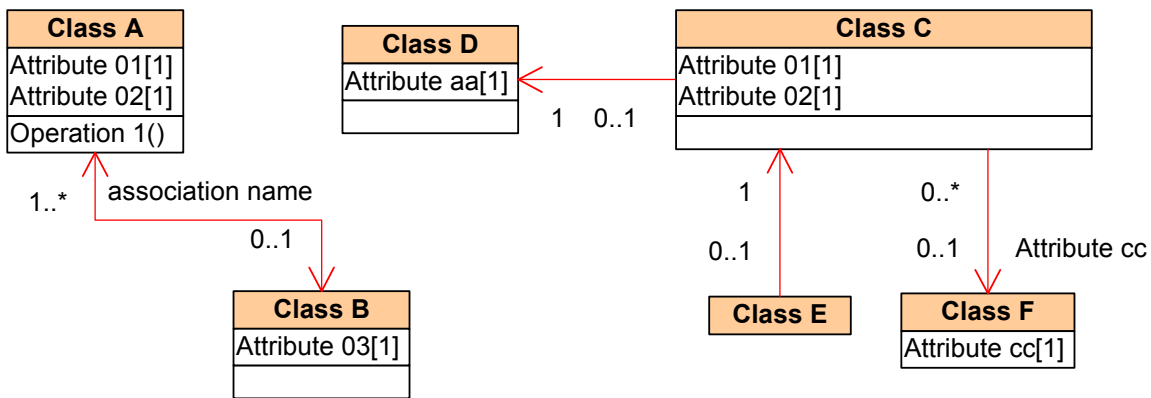 Class A
Attribute 01[1]
Attribute 02[1]
Operation 1()
1..*
association name
0..1
Class B
Attribute 03[1]
Class D
Attribute aa[1]
1
0..1
Class C
Attribute 01[1]
Attribute 02[1]
1
0..1
Class E
0..*
0..1
Attribute cc
Class F
Attribute cc[1]